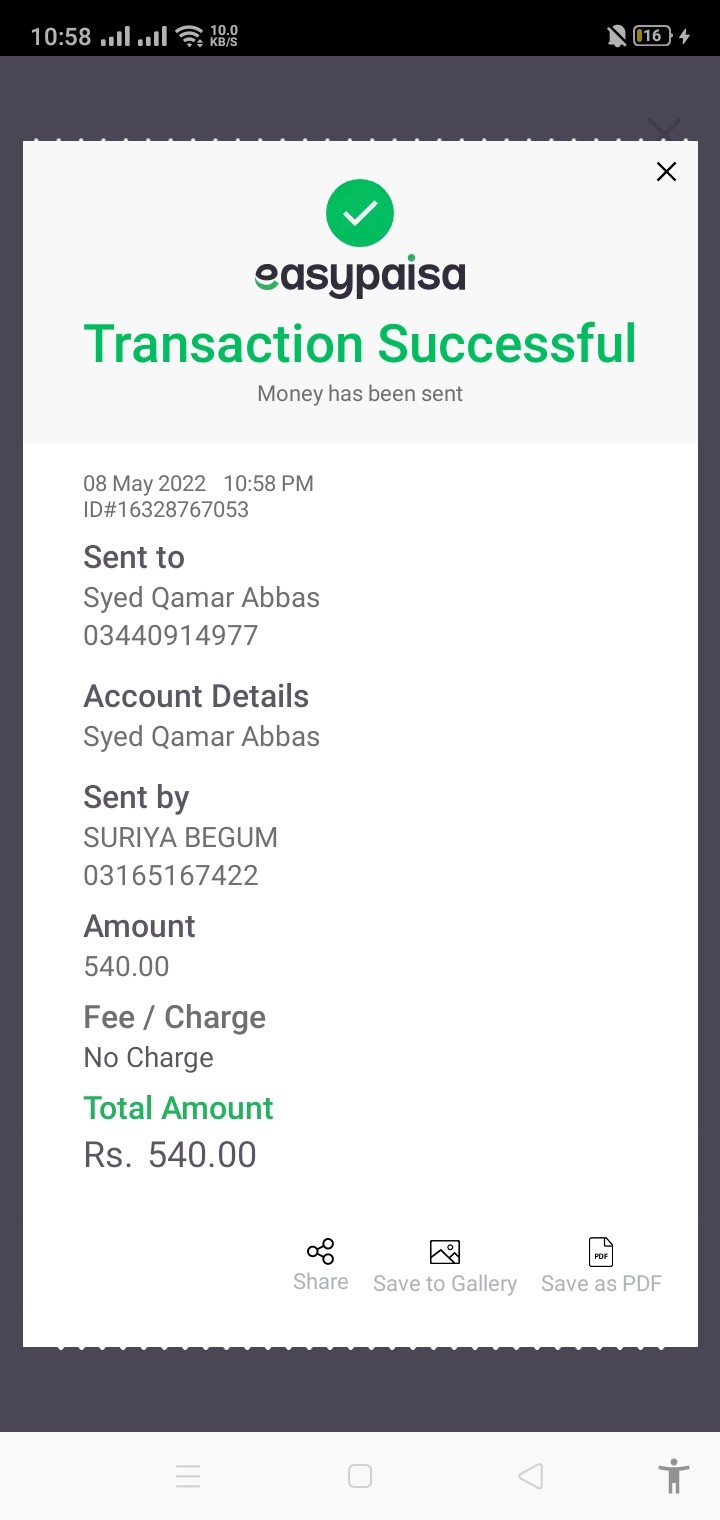 10:58 10.0 KB/S 16
easypaisa
Transaction Successful
Money has been sent
08 May 2022 10:58 PM
ID#16328767053
Sent to
Syed Qamar Abbas
03440914977
Account Details
Syed Qamar Abbas
Sent by
SURIYA BEGUM
03165167422
Amount
540.00
Fee / Charge
No Charge
Total Amount
Rs. 540.00
PDF
Share Save to Gallery Save as PDF